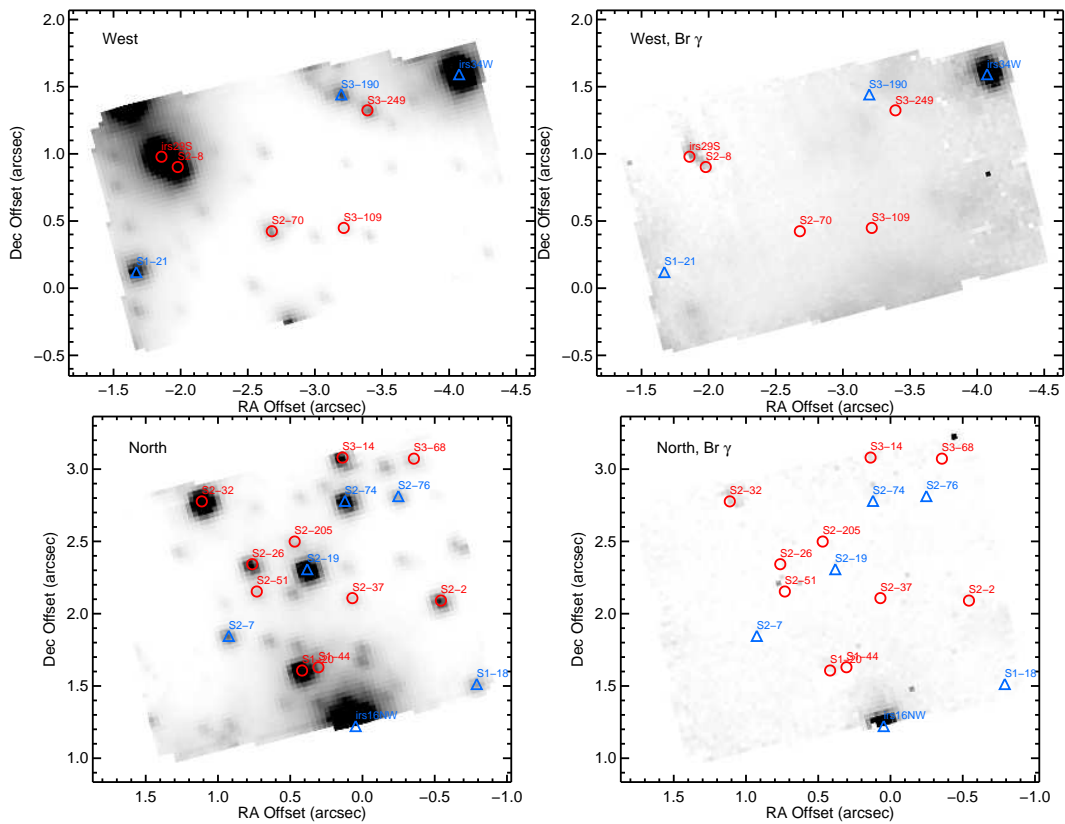 West
2.0
1.5
1.0
0.5
0.0
−0.5
Dec Offset (arcsec)
irs34W
S3−190
S3−249
irs29S
S2−8
S2−70
S3−109
S1−21
−1.5 −2.0 −2.5 −3.0 −3.5 −4.0 −4.5
RA Offset (arcsec)
West, Br γ
2.0
1.5
1.0
0.5
0.0
−0.5
Dec Offset (arcsec)
irs34W
S3−190
S3−249
irs29S
S2−8
S2−70
S3−109
S1−21
−1.5 −2.0 −2.5 −3.0 −3.5 −4.0 −4.5
RA Offset (arcsec)
North
3.0
2.5
2.0
1.5
1.0
Dec Offset (arcsec)
S3−14
S3−68
S2−32
S2−74
S2−76
S2−205
S2−26
S2−19
S2−51
S2−37
S2−2
S2−7
S1−44
S1−20
S1−18
irs16NW
1.5 1.0 0.5 0.0 −0.5 −1.0
RA Offset (arcsec)
North, Br γ
3.0
2.5
2.0
1.5
1.0
Dec Offset (arcsec)
S3−14
S3−68
S2−32
S2−74
S2−76
S2−205
S2−26
S2−19
S2−51
S2−37
S2−2
S2−7
S1−44
S1−20
S1−18
irs16NW
1.5 1.0 0.5 0.0 −0.5 −1.0
RA Offset (arcsec)